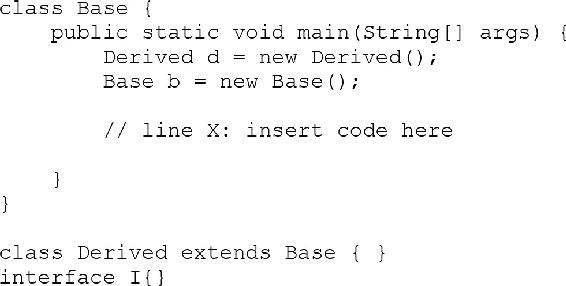 class Base {
    public static void main(String[] args) {
        Derived d = new Derived();
        Base b = new Base();

        // line X: insert code here

    }
}

class Derived extends Base { }
interface I{}